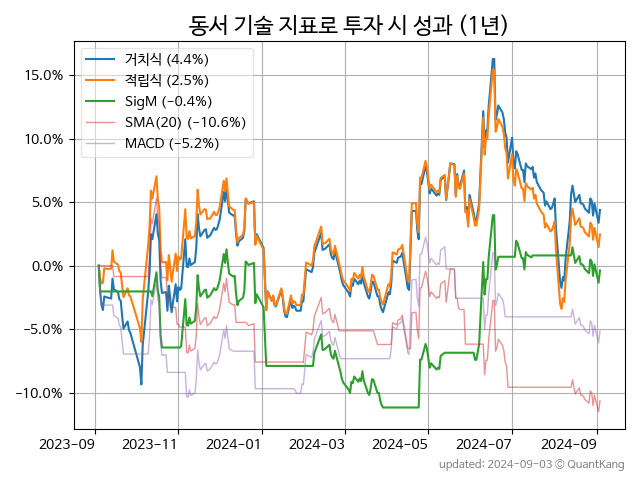 동서 기술 지표로 투자 시 성과 (1년)
거치식 (4.4%)
적립식 (2.5%)
SigM (−0.4%)
SMA(20) (−10.6%)
MACD (−5.2%)
15.0%
10.0%
5.0%
0.0%
−5.0%
−10.0%
2023-09 2023-11 2024-01 2024-03 2024-05 2024-07 2024-09
updated: 2024-09-03 © QuantKang